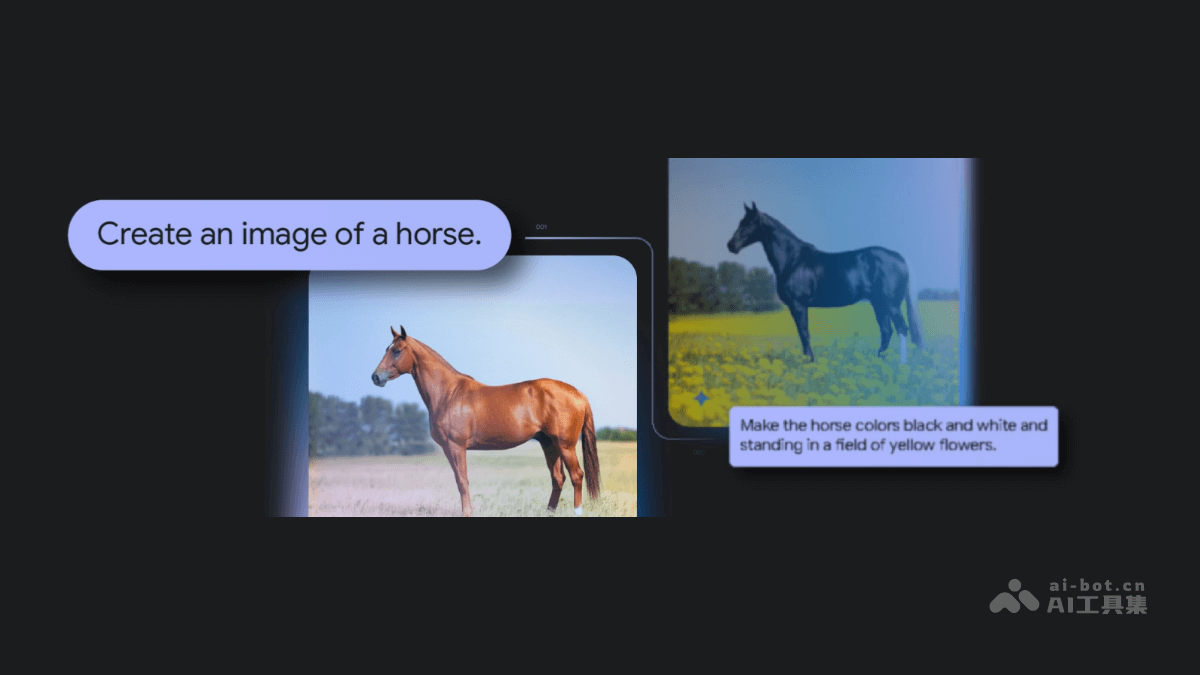 Create an image of a horse.
001
Make the horse colors black and white and
standing in a field of yellow flowers.
ai-bot.cn
AI工具集